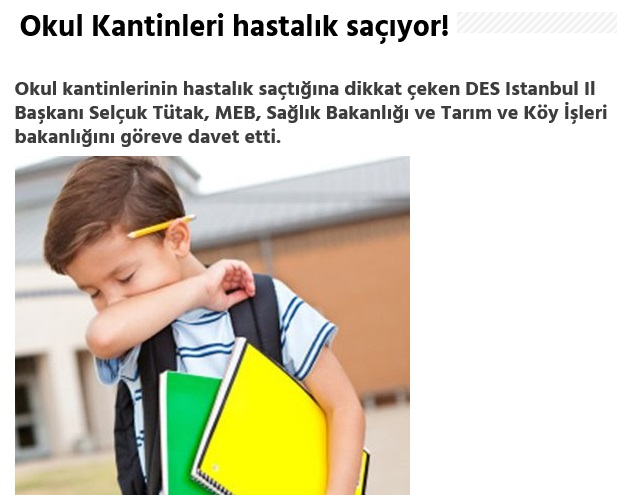 Okul Kantinleri hastalık saçıyor!
Okul kantinlerinin hastalık saçtığına dikkat çeken DES Istanbul Il
Başkanı Selçuk Tütak, MEB, Sağlık Bakanlığı ve Tarım ve Köy İşleri
bakanlığını göreve davet etti.